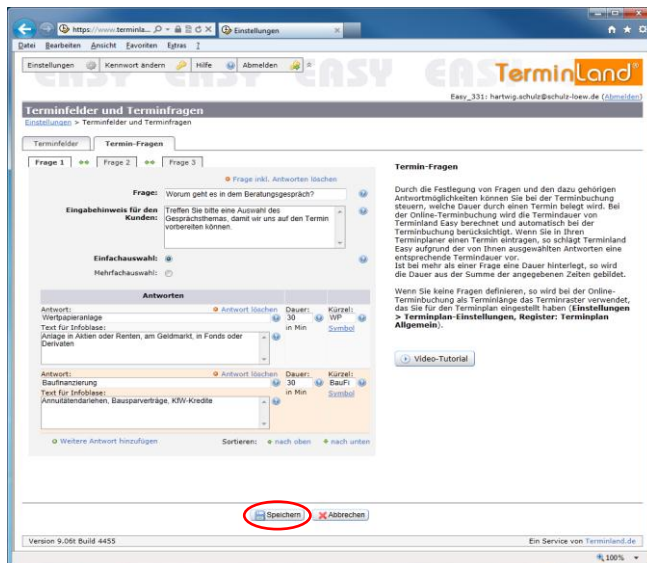 https://www.terminla...
Einstellungen
Datei Bearbeiten Ansicht Favoriten Extras ?
Einstellungen Kennwort ändern Hilfe Abmelden
EASY EASY EASY EASY
TerminLand®
Easy_331: hartwig.schulz@schulz-loew.de (Abmelden)
Terminfelder und Terminfragen
Einstellungen > Terminfelder und Terminfragen
Terminfelder Termin-Fragen
Frage 1 Frage 2 Frage 3
Frage inkl. Antworten löschen
Frage: Worum geht es in dem Beratungsgespräch?
Eingabehinweis für den Kunden: Treffen Sie bitte eine Auswahl des
Gesprächsthemas, damit wir uns auf den Termin
vorbereiten können.
Einfachauswahl:
Mehrfachauswahl:
Antworten
Antwort: Antwort löschen Dauer: Kürzel:
Wertpapieranlage 30 WP
Text für Infoblase: in Min Symbol
Anlage in Aktien oder Renten, am Geldmarkt, in Fonds oder
Derivaten
Antwort: Antwort löschen Dauer: Kürzel:
Baufinanzierung 30 BauFi
Text für Infoblase: in Min Symbol
Annuitätendarlehen, Bausparverträge, KfW-Kredite
Weitere Antwort hinzufügen Sortieren: nach oben nach unten
Termin-Fragen
Durch die Festlegung von Fragen und den dazu gehörigen
Antwortmöglichkeiten können Sie bei der Terminbuchung
steuern, welche Dauer durch einen Termin belegt wird. Bei
der Online-Terminbuchung wird die Termindauer von
Terminland Easy berechnet und automatisch bei der
Terminbuchung berücksichtigt. Wenn Sie in Ihren
Terminplaner einen Termin eintragen, so schlägt Terminland
Easy aufgrund der von Ihnen ausgewählten Antworten eine
entsprechende Termindauer vor.
Ist bei mehr als einer Frage eine Dauer hinterlegt, so wird
die Dauer aus der Summe der angegebenen Zeiten gebildet.
Wenn Sie keine Fragen definieren, so wird bei der Online-
Terminbuchung als Terminlänge das Terminraster verwendet,
das Sie für den Terminplan eingestellt haben (Einstellungen
> Terminplan-Einstellungen, Register: Terminplan
Allgemein).
Video-Tutorial
Speichern Abbrechen
Version 9.06t Build 4455
Ein Service von Terminland.de
100%